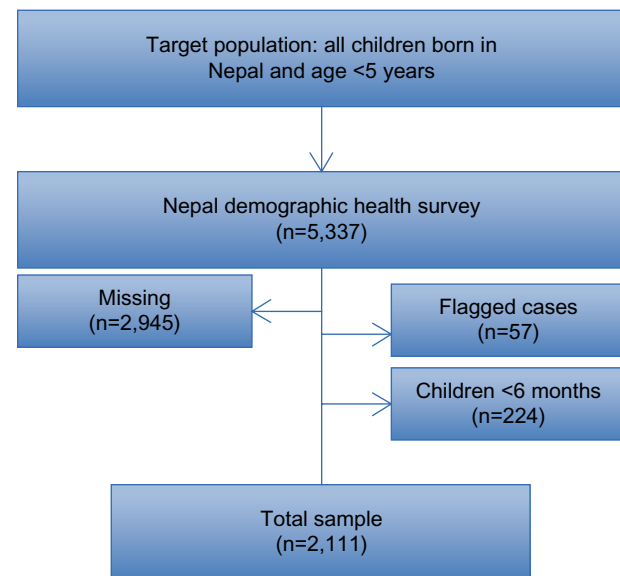 Target population: all children born in
Nepal and age <5 years
Nepal demographic health survey
(n=5,337)
Missing
(n=2,945)
Flagged cases
(n=57)
Children <6 months
(n=224)
Total sample
(n=2,111)